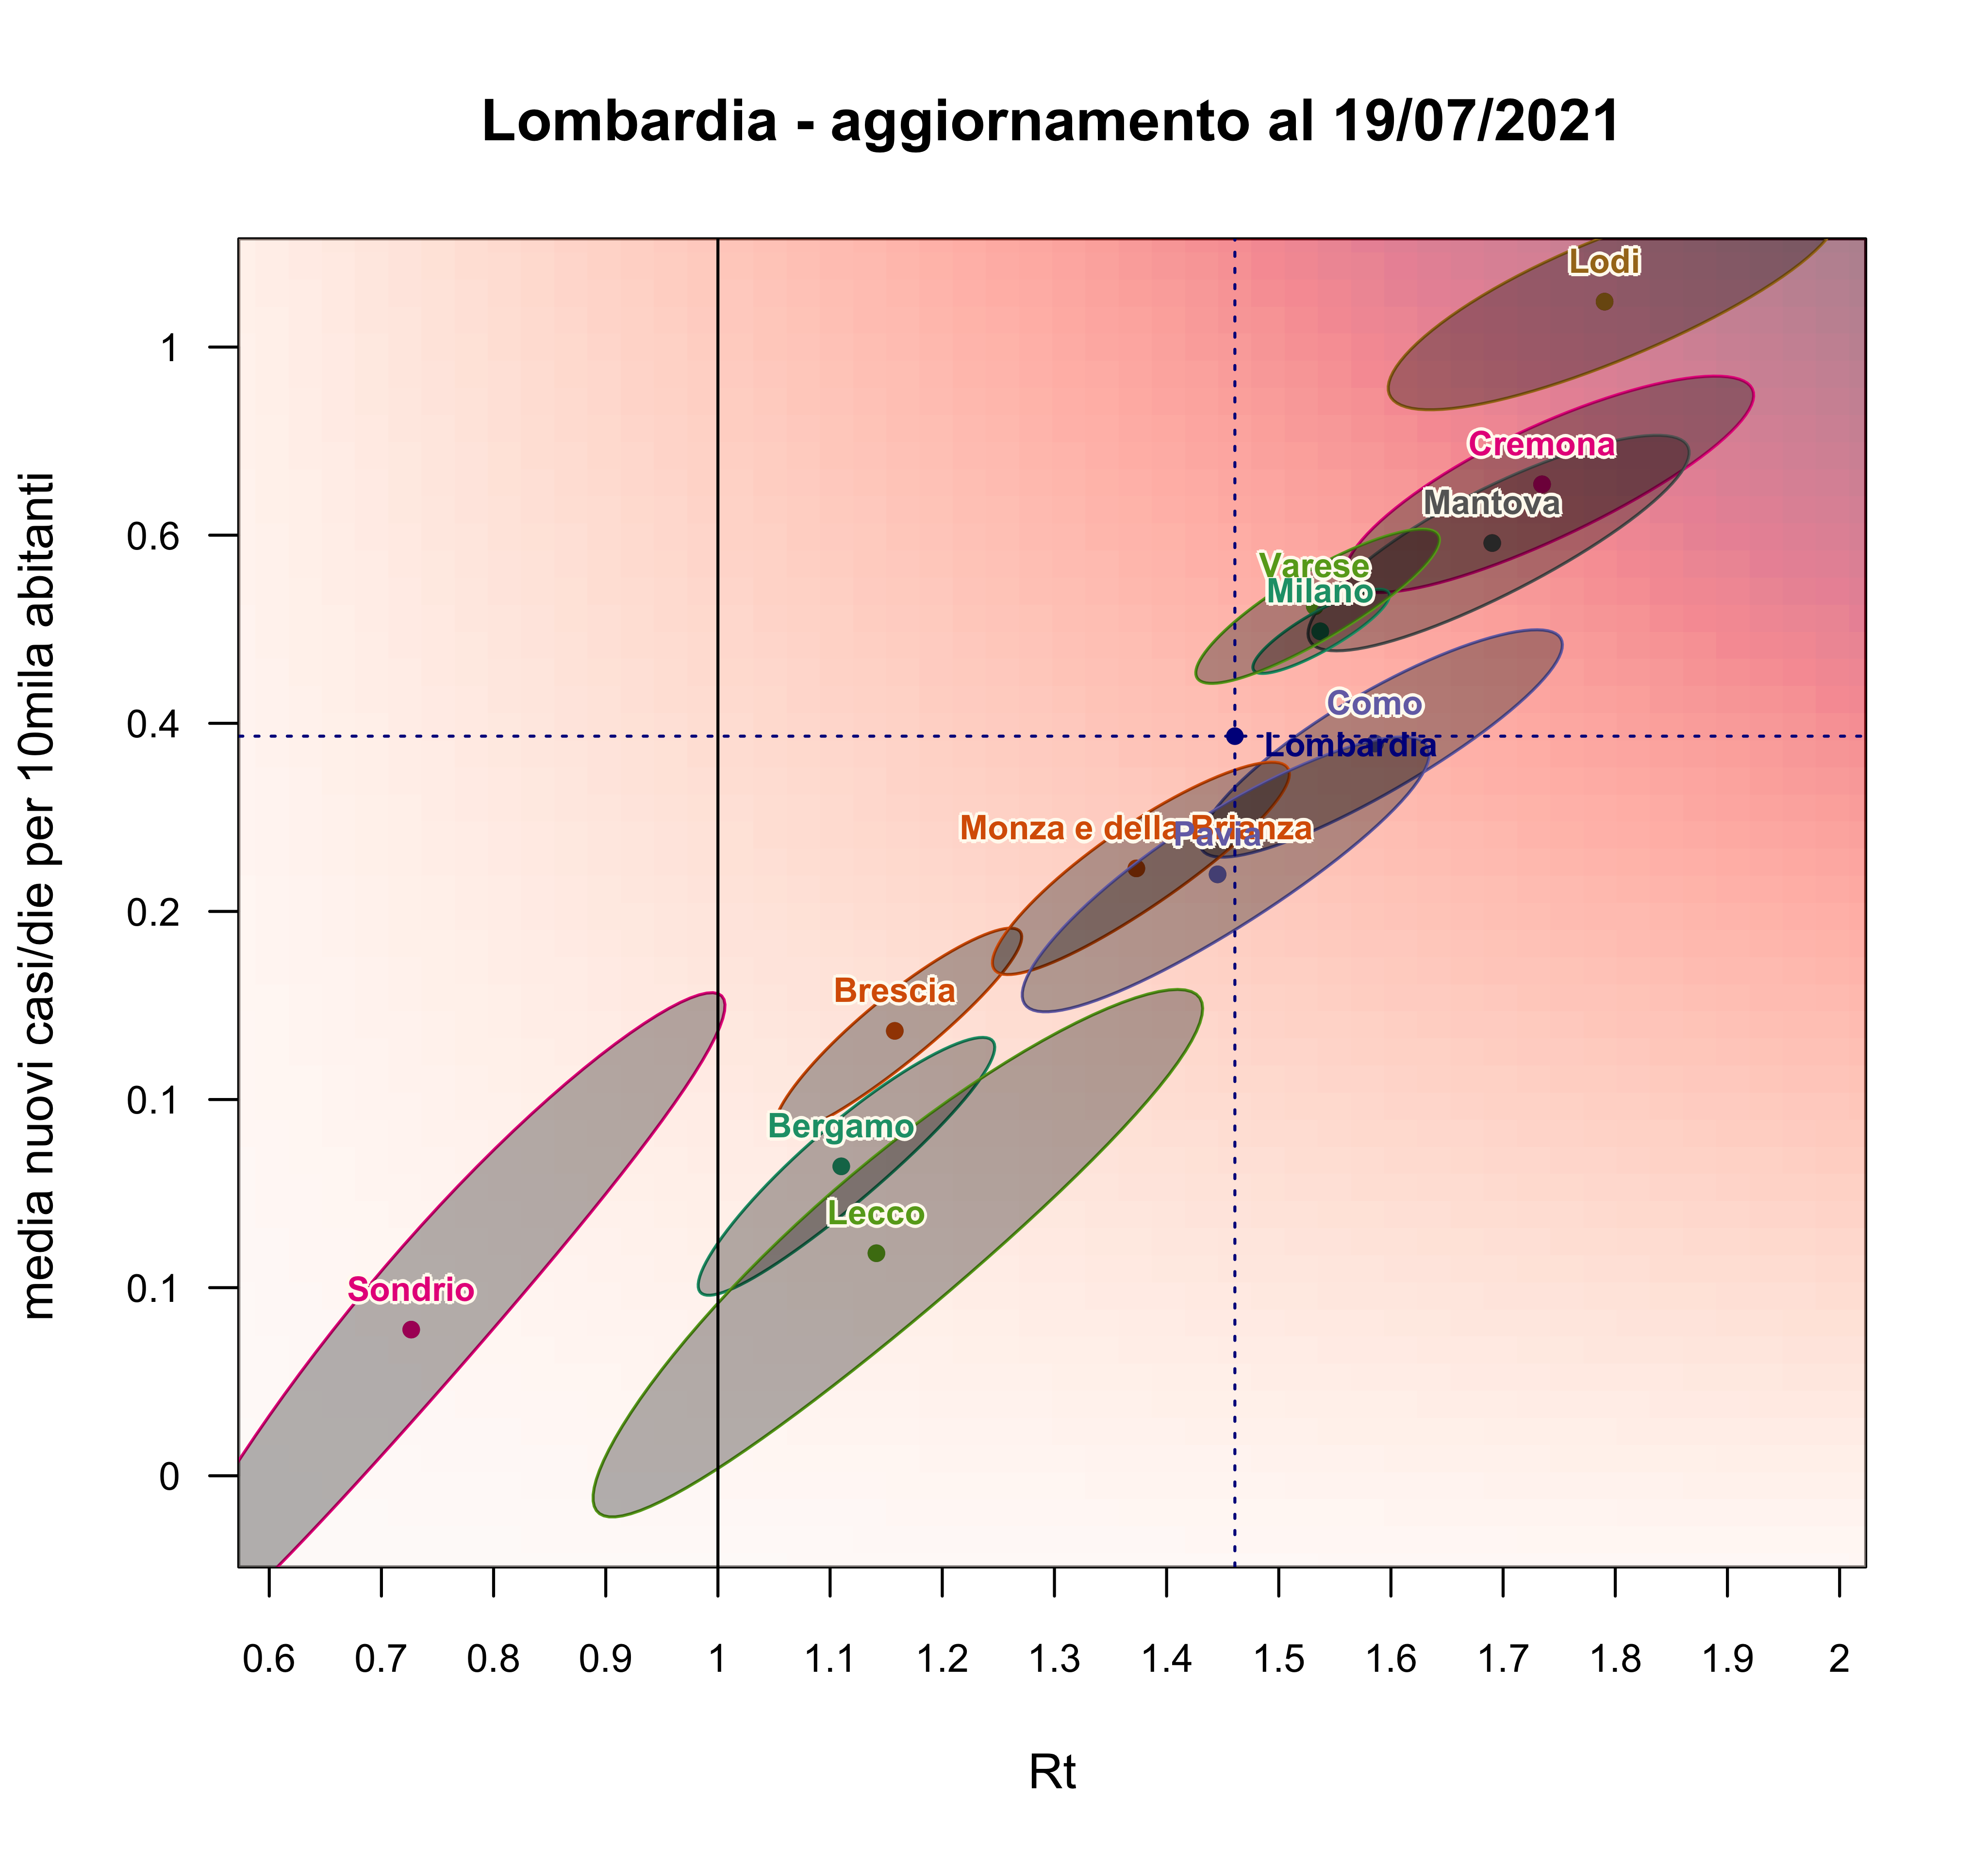 Lombardia - aggiornamento al 19/07/2021
media nuovi casi/die per 10mila abitanti
1
0.6
0.4
0.2
0.1
0.1
0
Lodi
Cremona
Mantova
Varese
Milano
Como
Lombardia
Monza e della Brianza
Pavia
Brescia
Bergamo
Lecco
Sondrio
0.6 0.7 0.8 0.9 1 1.1 1.2 1.3 1.4 1.5 1.6 1.7 1.8 1.9 2
Rt